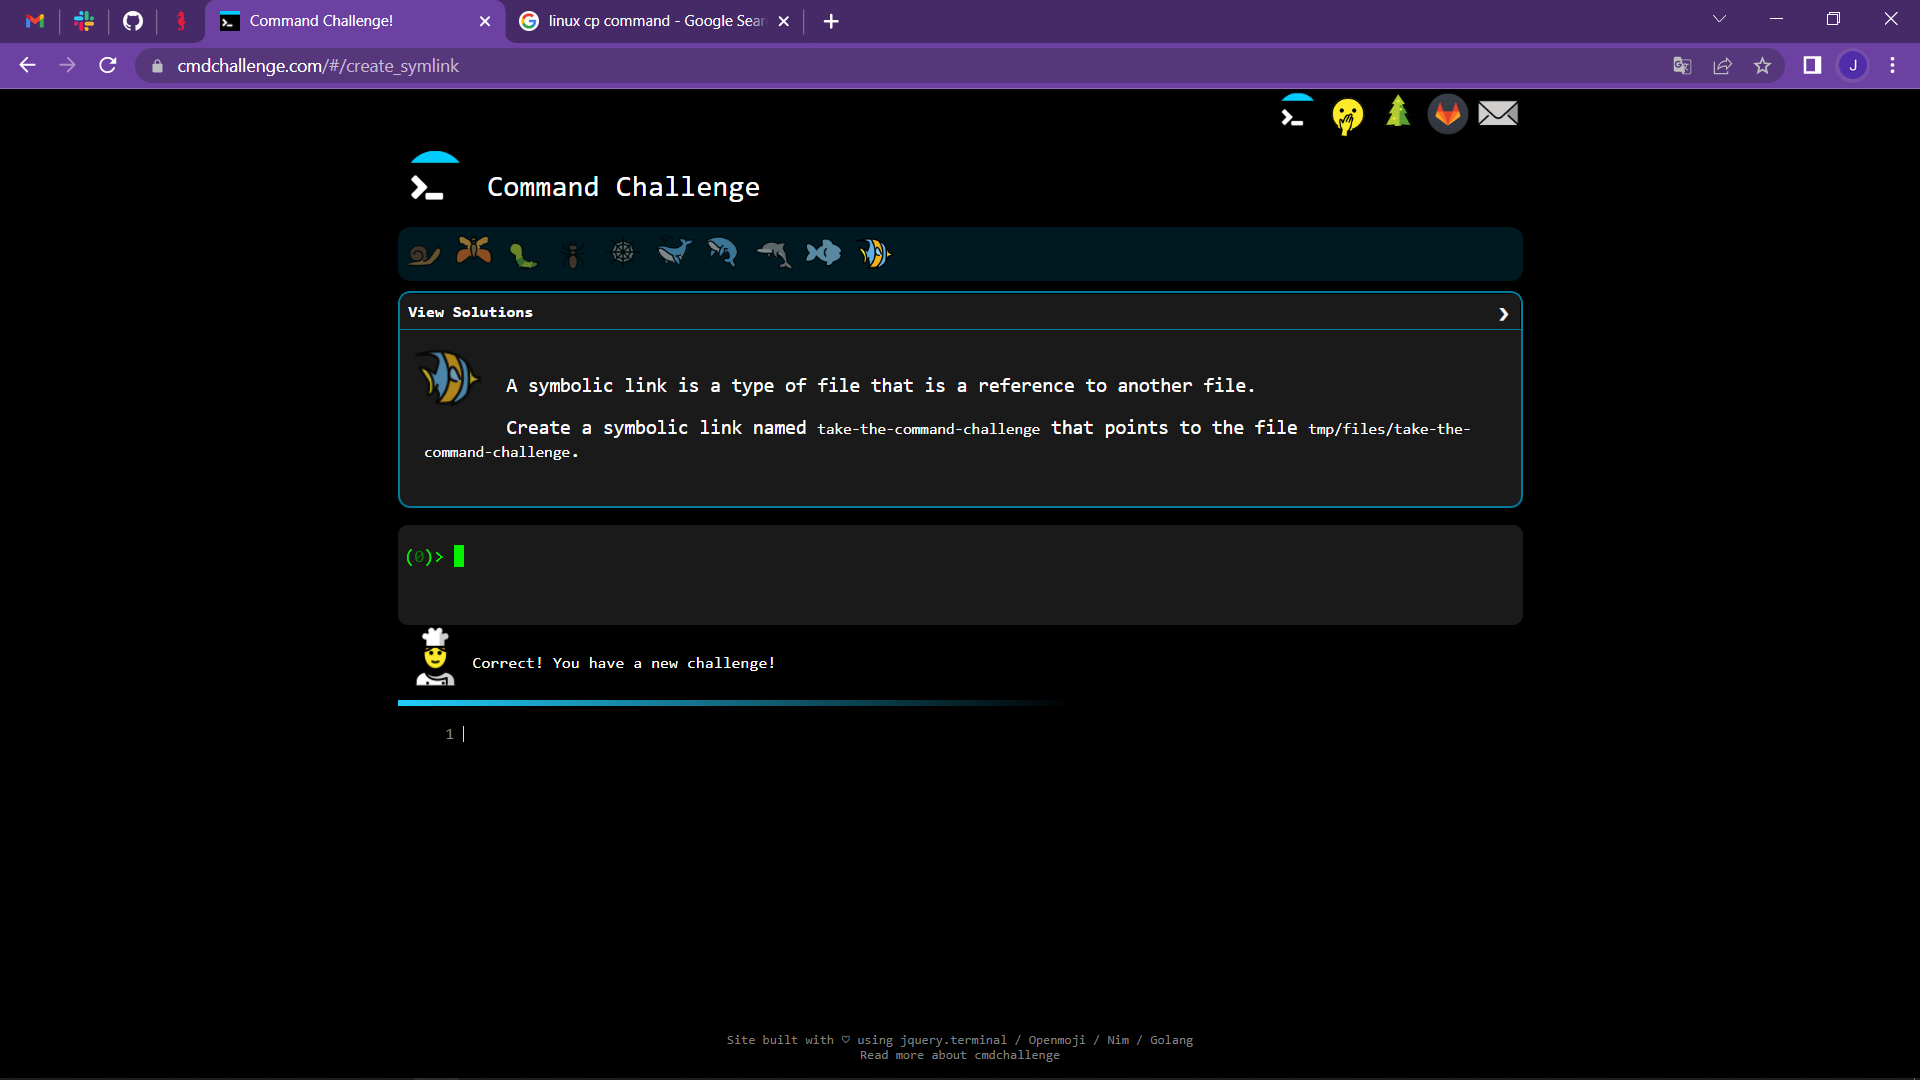 Command Challenge!
linux cp command - Google Sear
cmdchallenge.com/#/create_symlink
J
Command Challenge
View Solutions
A symbolic link is a type of file that is a reference to another file.
Create a symbolic link named take-the-command-challenge that points to the file tmp/files/take-the-
command-challenge.
(0)>
Correct! You have a new challenge!
1
Site built with ♡ using jquery.terminal / Openmoji / Nim / Golang
Read more about cmdchallenge